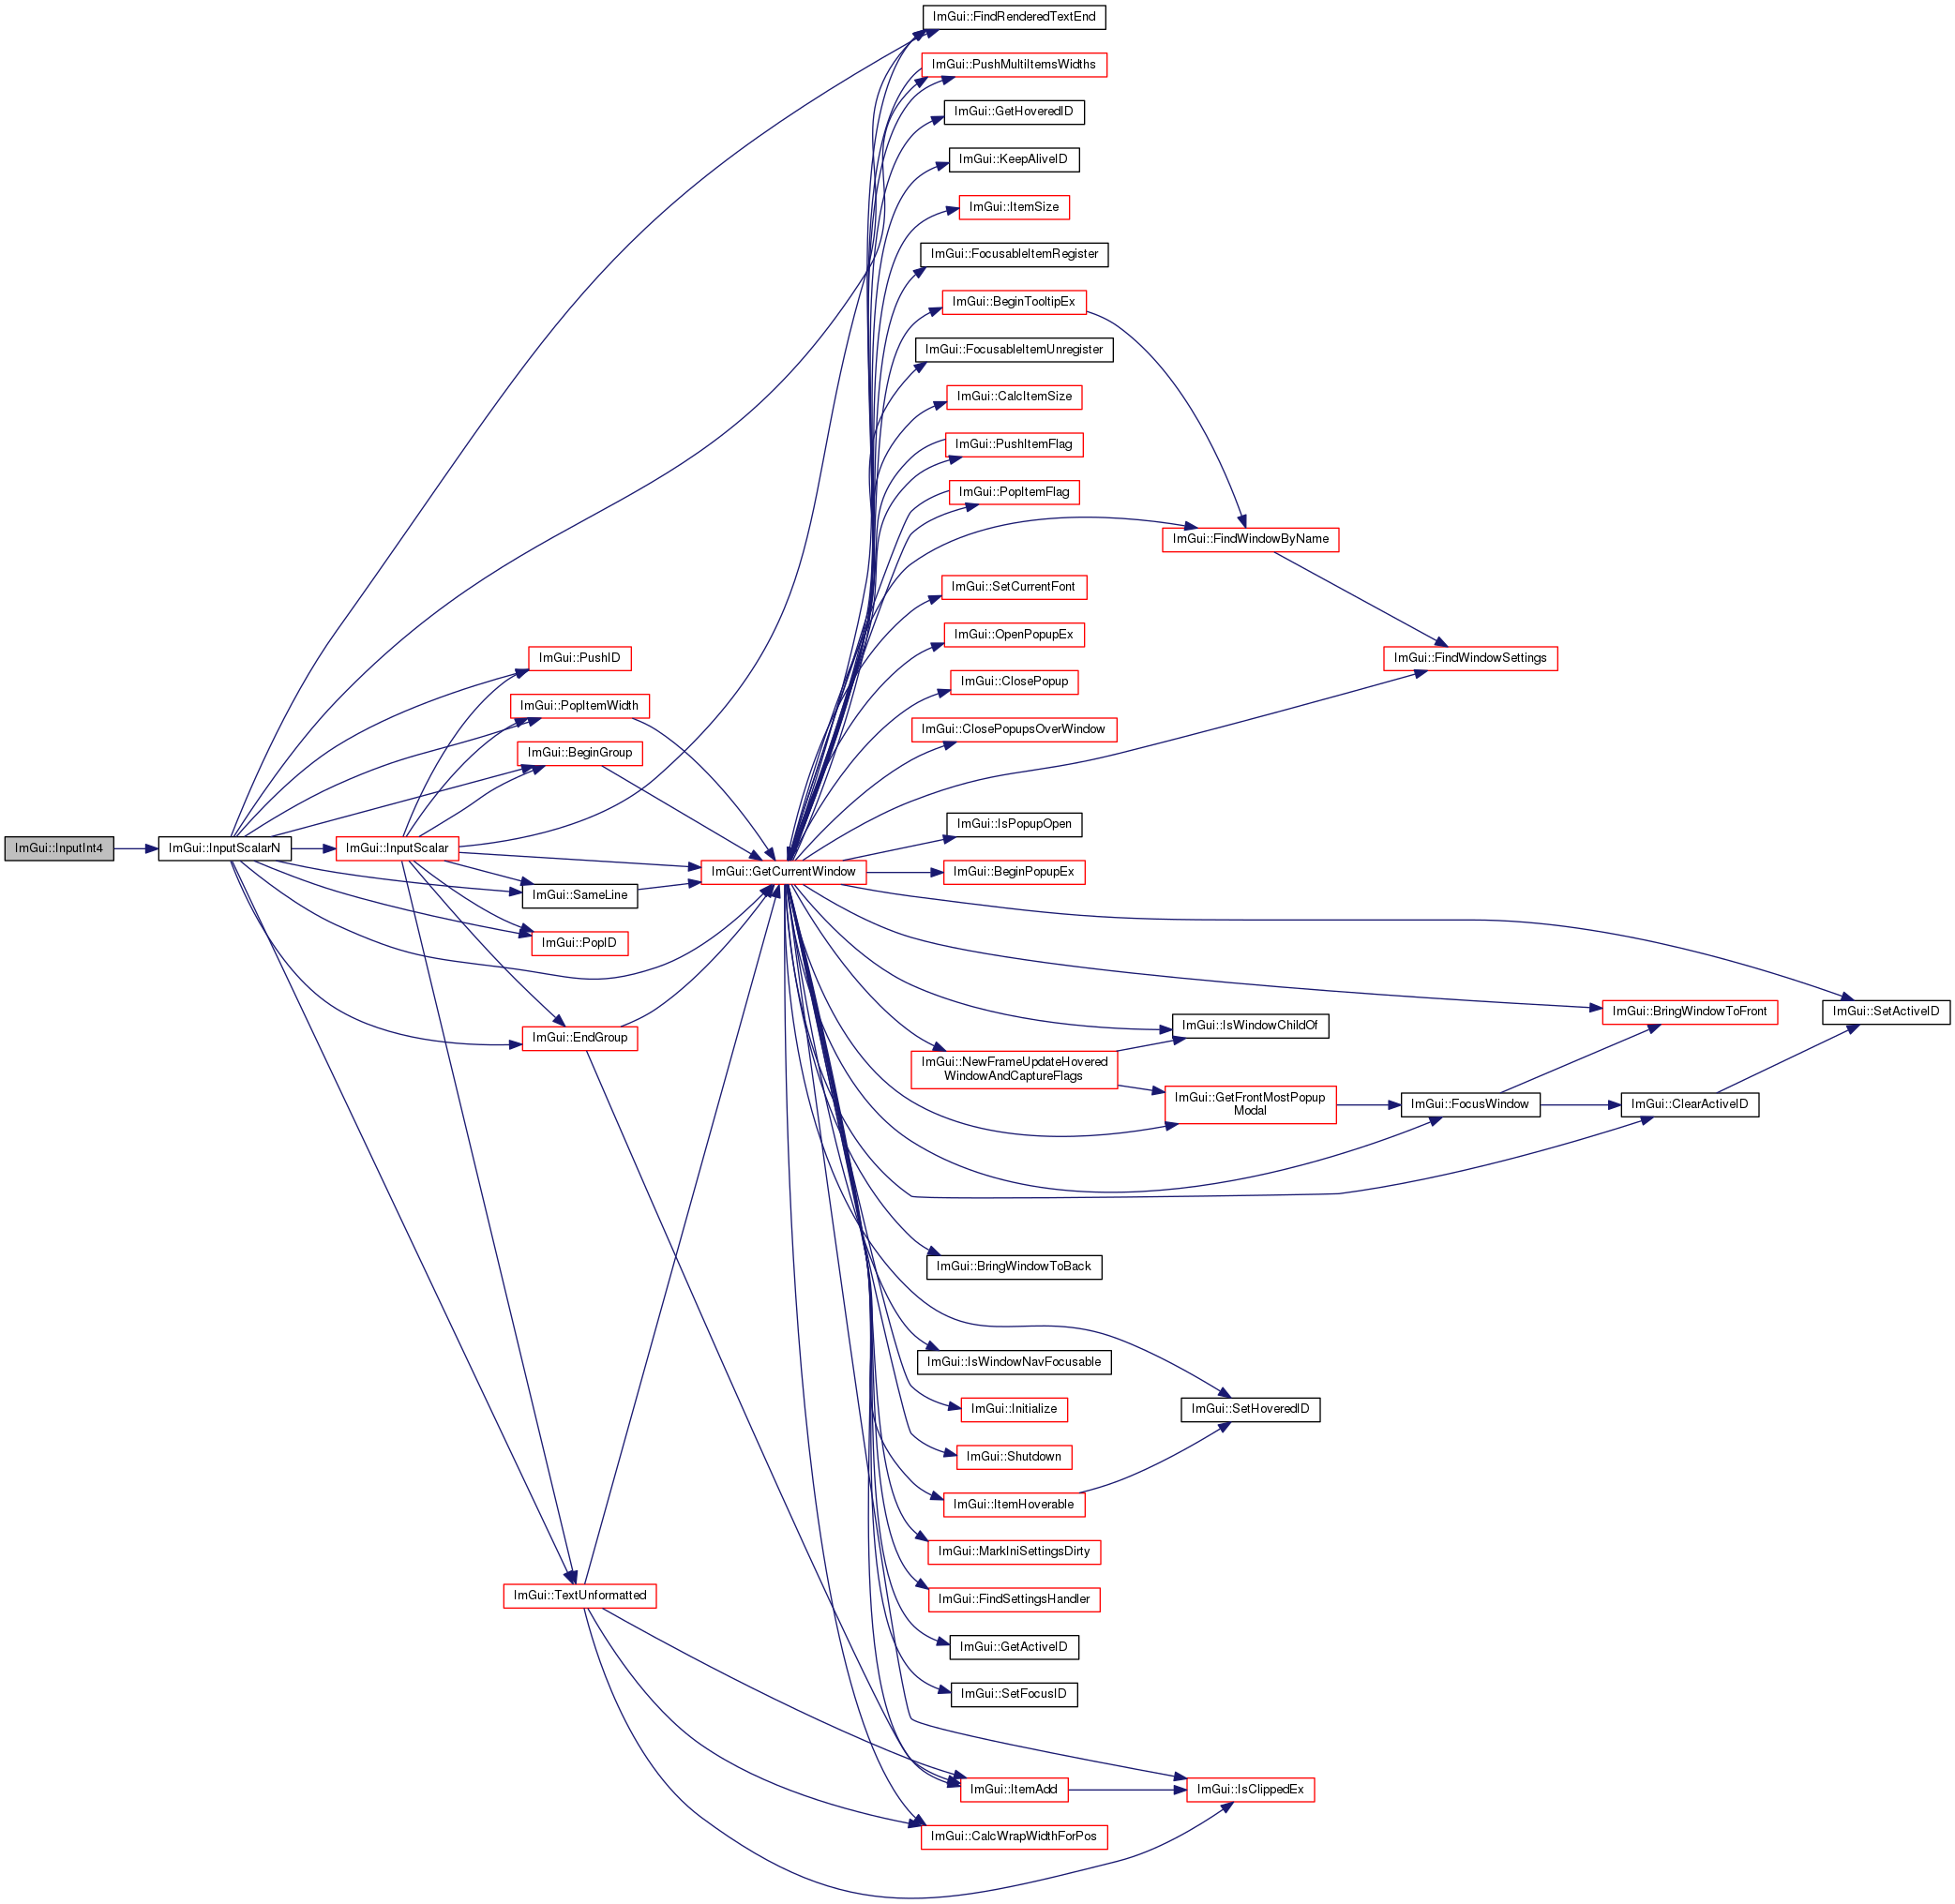 ImGui::FindRenderedTextEnd
ImGui::PushMultiItemsWidths
ImGui::GetHoveredID
ImGui::KeepAliveID
ImGui::ItemSize
ImGui::FocusableItemRegister
ImGui::BeginTooltipEx
ImGui::FocusableItemUnregister
ImGui::CalcItemSize
ImGui::PushItemFlag
ImGui::PopItemFlag
ImGui::FindWindowByName
ImGui::SetCurrentFont
ImGui::OpenPopupEx
ImGui::PushID
ImGui::FindWindowSettings
ImGui::ClosePopup
ImGui::PopItemWidth
ImGui::ClosePopupsOverWindow
ImGui::BeginGroup
ImGui::IsPopupOpen
ImGui::InputInt4
ImGui::InputScalarN
ImGui::InputScalar
ImGui::GetCurrentWindow
ImGui::BeginPopupEx
ImGui::SameLine
ImGui::PopID
ImGui::BringWindowToFront
ImGui::SetActiveID
ImGui::IsWindowChildOf
ImGui::EndGroup
ImGui::NewFrameUpdateHovered
WindowAndCaptureFlags
ImGui::GetFrontMostPopup
Modal
ImGui::FocusWindow
ImGui::ClearActiveID
ImGui::BringWindowToBack
ImGui::IsWindowNavFocusable
ImGui::Initialize
ImGui::SetHoveredID
ImGui::Shutdown
ImGui::ItemHoverable
ImGui::MarkIniSettingsDirty
ImGui::TextUnformatted
ImGui::FindSettingsHandler
ImGui::GetActiveID
ImGui::SetFocusID
ImGui::ItemAdd
ImGui::IsClippedEx
ImGui::CalcWrapWidthForPos